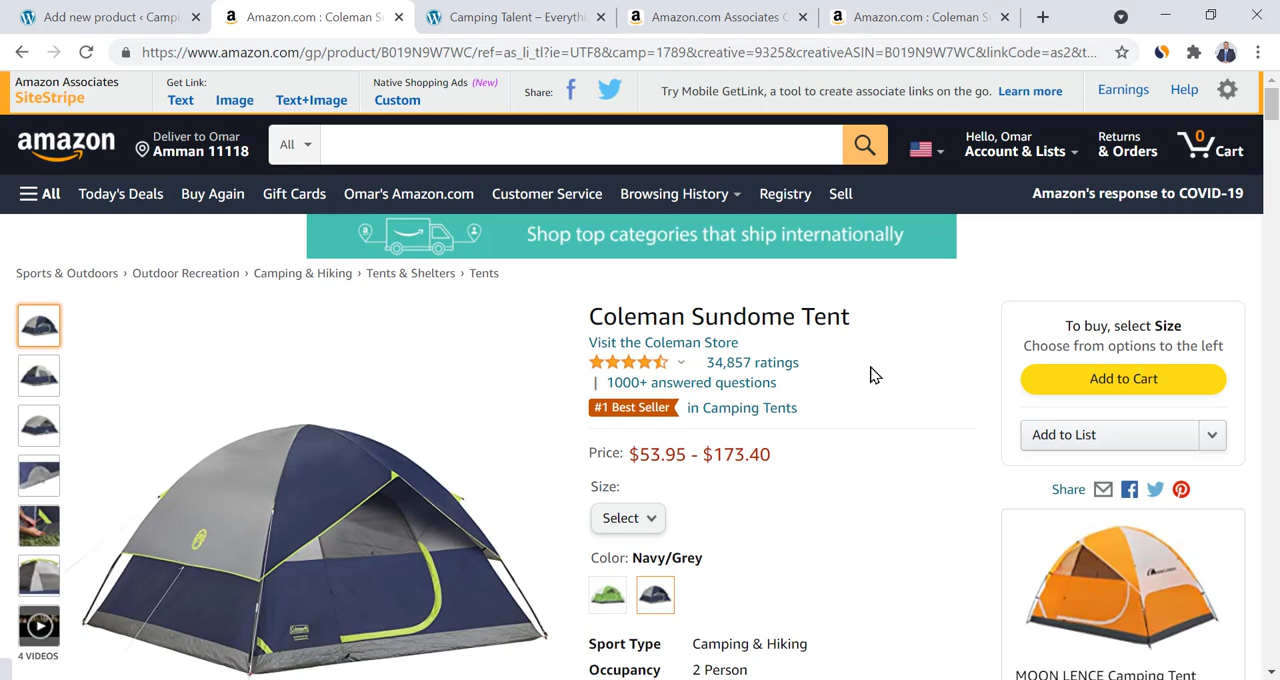 Add new product ‹ Campi
Amazon.com : Coleman S
Camping Talent – Everythi
Amazon.com Associates C
Amazon.com : Coleman S
https://www.amazon.com/gp/product/B019N9W7WC/ref=as_li_tl?ie=UTF8&camp=1789&creative=9325&creativeASIN=B019N9W7WC&linkCode=as2&t...
Amazon Associates
SiteStripe
Get Link:
Text Image Text+Image
Native Shopping Ads (New)
Custom
Share:
Try Mobile GetLink, a tool to create associate links on the go. Learn more
Earnings
Help
amazon
Deliver to Omar
Amman 11118
All
Hello, Omar
Account & Lists
Returns
& Orders
0
Cart
All Today's Deals Buy Again Gift Cards Omar's Amazon.com Customer Service Browsing History Registry Sell
Amazon's response to COVID-19
Shop top categories that ship internationally
Sports & Outdoors › Outdoor Recreation › Camping & Hiking › Tents & Shelters › Tents
Coleman Sundome Tent
Visit the Coleman Store
34,857 ratings
| 1000+ answered questions
#1 Best Seller in Camping Tents
Price: $53.95 - $173.40
Size:
Select
Color: Navy/Grey
Sport Type Camping & Hiking
Occupancy 2 Person
4 VIDEOS
Coleman
To buy, select Size
Choose from options to the left
Add to Cart
Add to List
Share
MOON LENCE Camping Tent